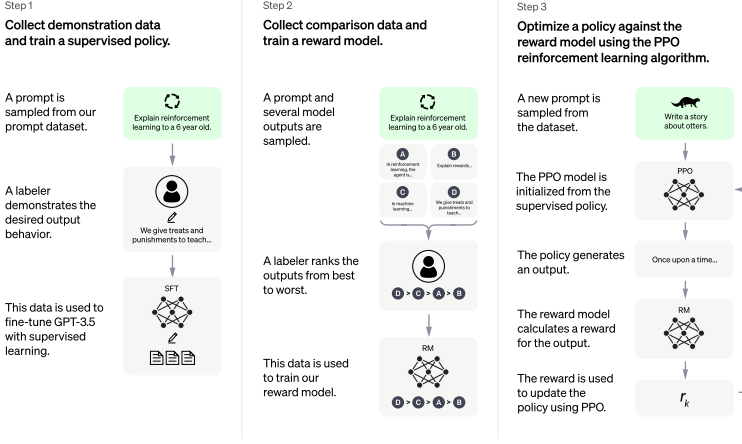 Step 1
Collect demonstration data
and train a supervised policy.
A prompt is
sampled from our
prompt dataset.
Explain reinforcement
learning to a 6 year old.
A labeler
demonstrates the
desired output
behavior.
We give treats and
punishments to teach...
This data is used to
fine-tune GPT-3.5
with supervised
learning.
SFT
Step 2
Collect comparison data and
train a reward model.
A prompt and
several model
outputs are
sampled.
Explain reinforcement
learning to a 6 year old.
A
In reinforcement
learning, the
agent is...
B
Explain rewards...
C
In machine
learning...
D
We give treats and
punishments to
teach...
A labeler ranks the
outputs from best
to worst.
D > C > A > B
This data is used
to train our
reward model.
RM
D > C > A > B
Step 3
Optimize a policy against the
reward model using the PPO
reinforcement learning algorithm.
A new prompt is
sampled from
the dataset.
Write a story
about otters.
The PPO model is
initialized from the
supervised policy.
PPO
The policy generates
an output.
Once upon a time...
The reward model
calculates a reward
for the output.
RM
The reward is used
to update the
policy using PPO.
rₖ